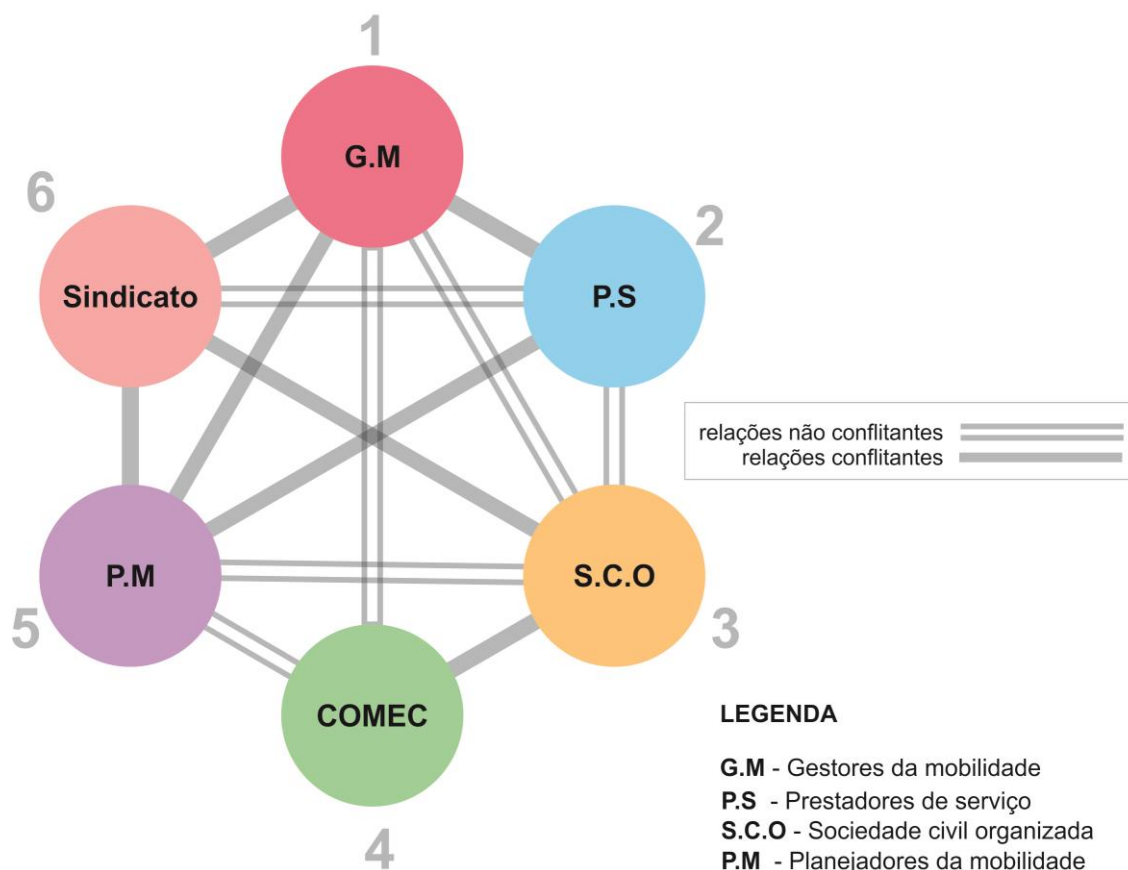 1
G.M
6
2
Sindicato
P.S
relações não conflitantes
relações conflitantes
P.M
S.C.O
5
3
COMEC
4
LEGENDA
G.M - Gestores da mobilidade
P.S - Prestadores de serviço
S.C.O - Sociedade civil organizada
P.M - Planejadores da mobilidade